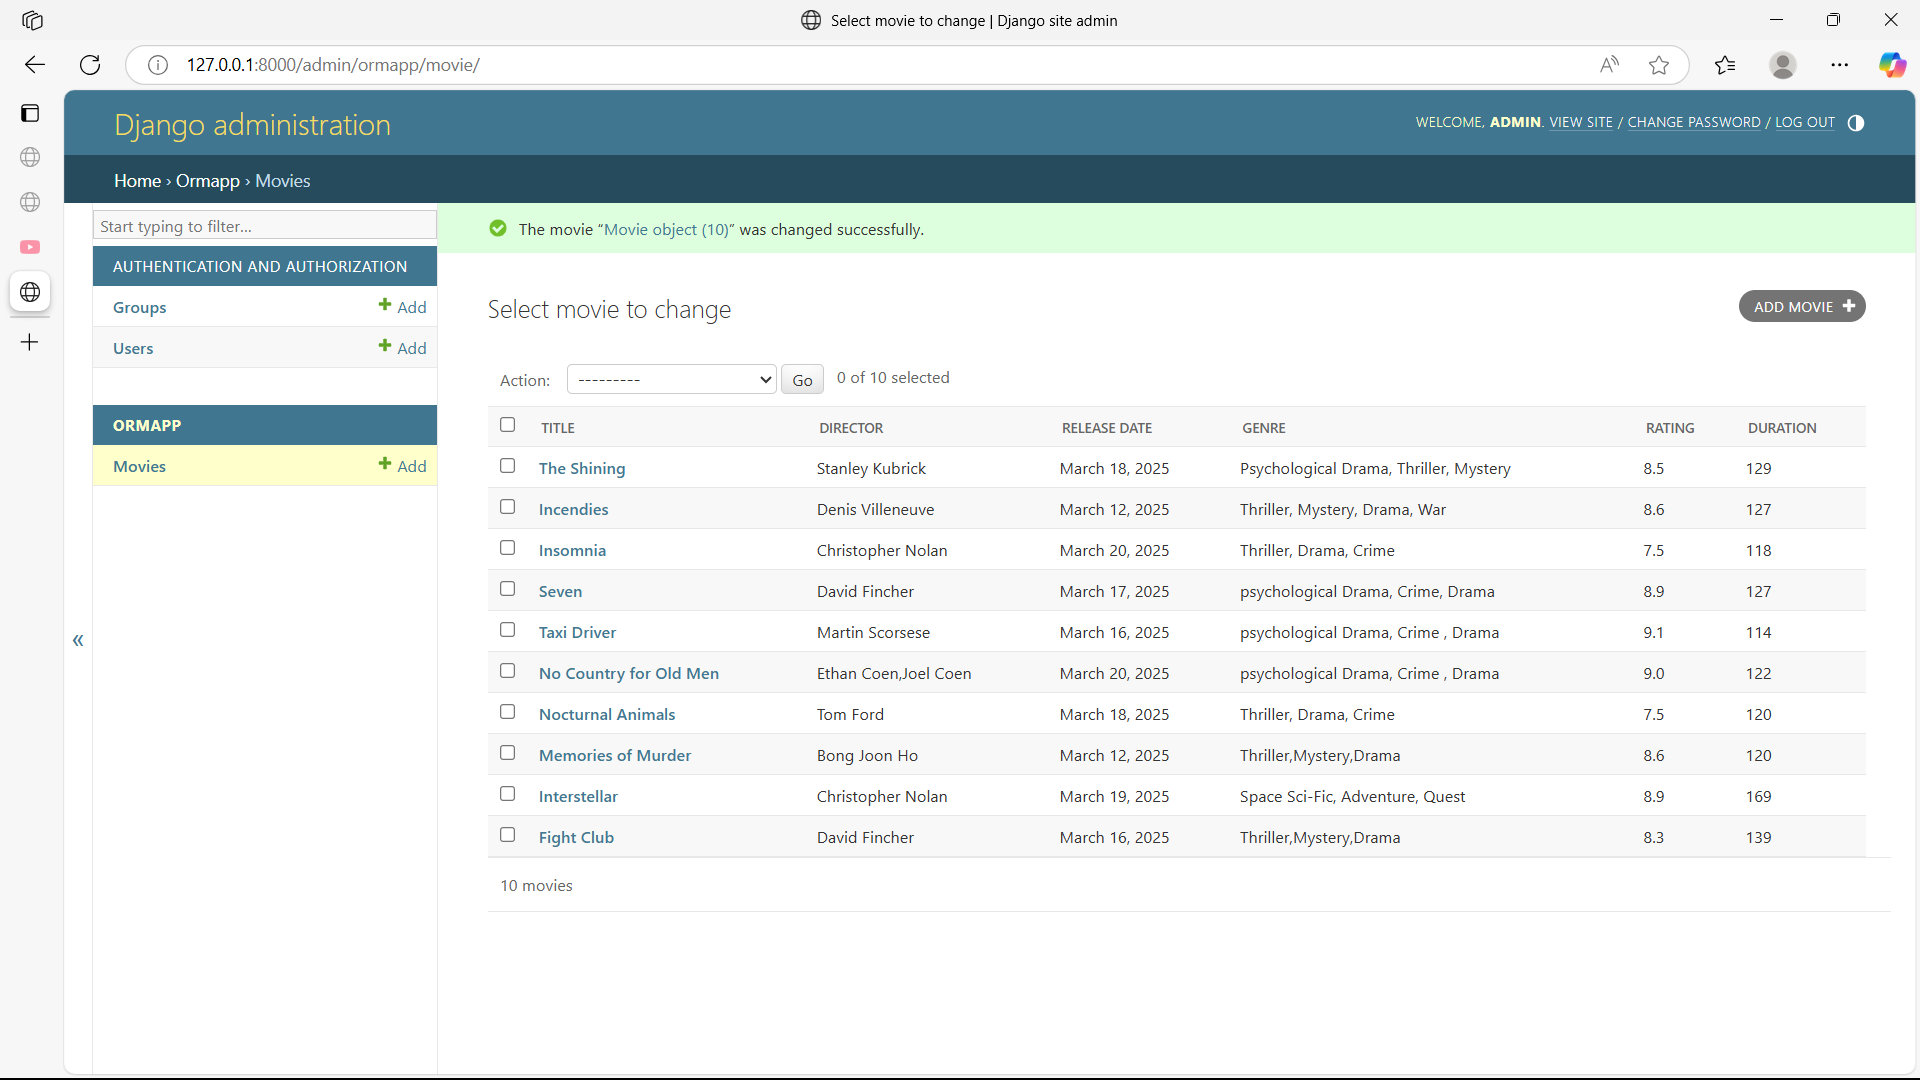 Select movie to change | Django site admin
127.0.0.1:8000/admin/ormapp/movie/
Django administration
WELCOME, ADMIN. VIEW SITE / CHANGE PASSWORD / LOG OUT
Home › Ormapp › Movies
Start typing to filter...
The movie “Movie object (10)” was changed successfully.
AUTHENTICATION AND AUTHORIZATION
Groups Add
Users Add
ORMAPP
Movies Add
Select movie to change
ADD MOVIE
Action: --------- Go 0 of 10 selected
TITLE DIRECTOR RELEASE DATE GENRE RATING DURATION
The Shining Stanley Kubrick March 18, 2025 Psychological Drama, Thriller, Mystery 8.5 129
Incendies Denis Villeneuve March 12, 2025 Thriller, Mystery, Drama, War 8.6 127
Insomnia Christopher Nolan March 20, 2025 Thriller, Drama, Crime 7.5 118
Seven David Fincher March 17, 2025 psychological Drama, Crime, Drama 8.9 127
Taxi Driver Martin Scorsese March 16, 2025 psychological Drama, Crime , Drama 9.1 114
No Country for Old Men Ethan Coen,Joel Coen March 20, 2025 psychological Drama, Crime , Drama 9.0 122
Nocturnal Animals Tom Ford March 18, 2025 Thriller, Drama, Crime 7.5 120
Memories of Murder Bong Joon Ho March 12, 2025 Thriller,Mystery,Drama 8.6 120
Interstellar Christopher Nolan March 19, 2025 Space Sci-Fic, Adventure, Quest 8.9 169
Fight Club David Fincher March 16, 2025 Thriller,Mystery,Drama 8.3 139
10 movies